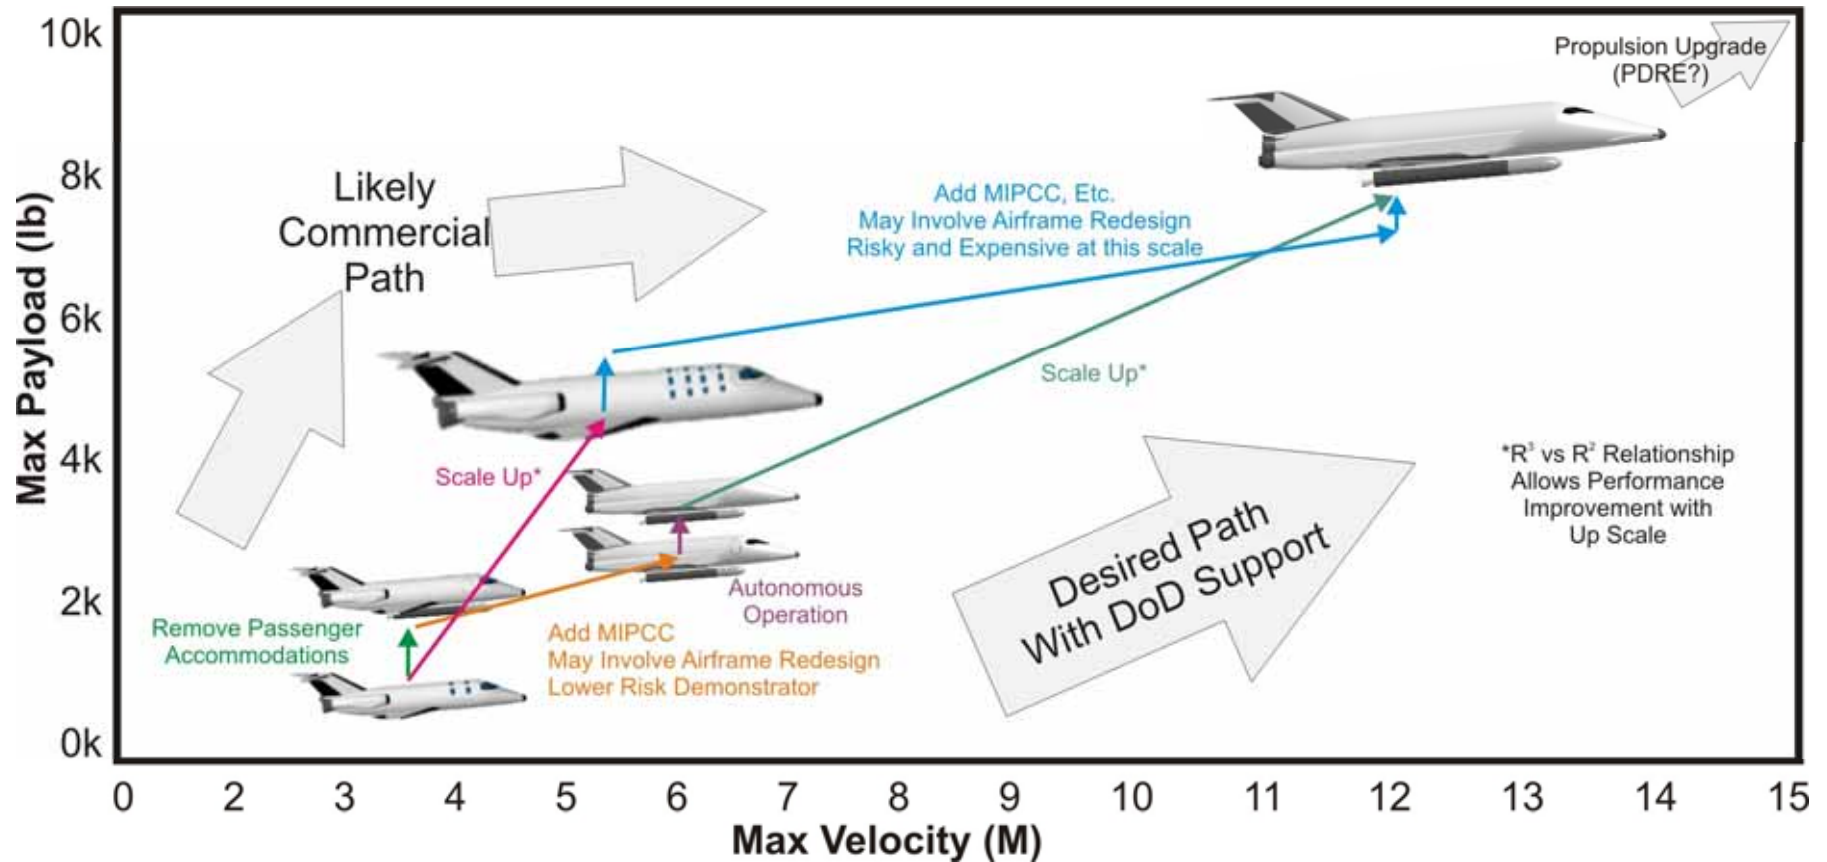 10k
8k
6k
4k
2k
0k
Max Payload (lb)
Propulsion Upgrade
(PDRE?)
Likely
Commercial
Path
Add MIPCC, Etc.
May Involve Airframe Redesign
Risky and Expensive at this scale
Scale Up*
Scale Up*
*R³ vs R² Relationship
Allows Performance
Improvement with
Up Scale
Desired Path
With DoD Support
Autonomous
Operation
Remove Passenger
Accommodations
Add MIPCC
May Involve Airframe Redesign
Lower Risk Demonstrator
0 2 3 4 5 6 7 8 9 10 11 12 13 14 15
Max Velocity (M)